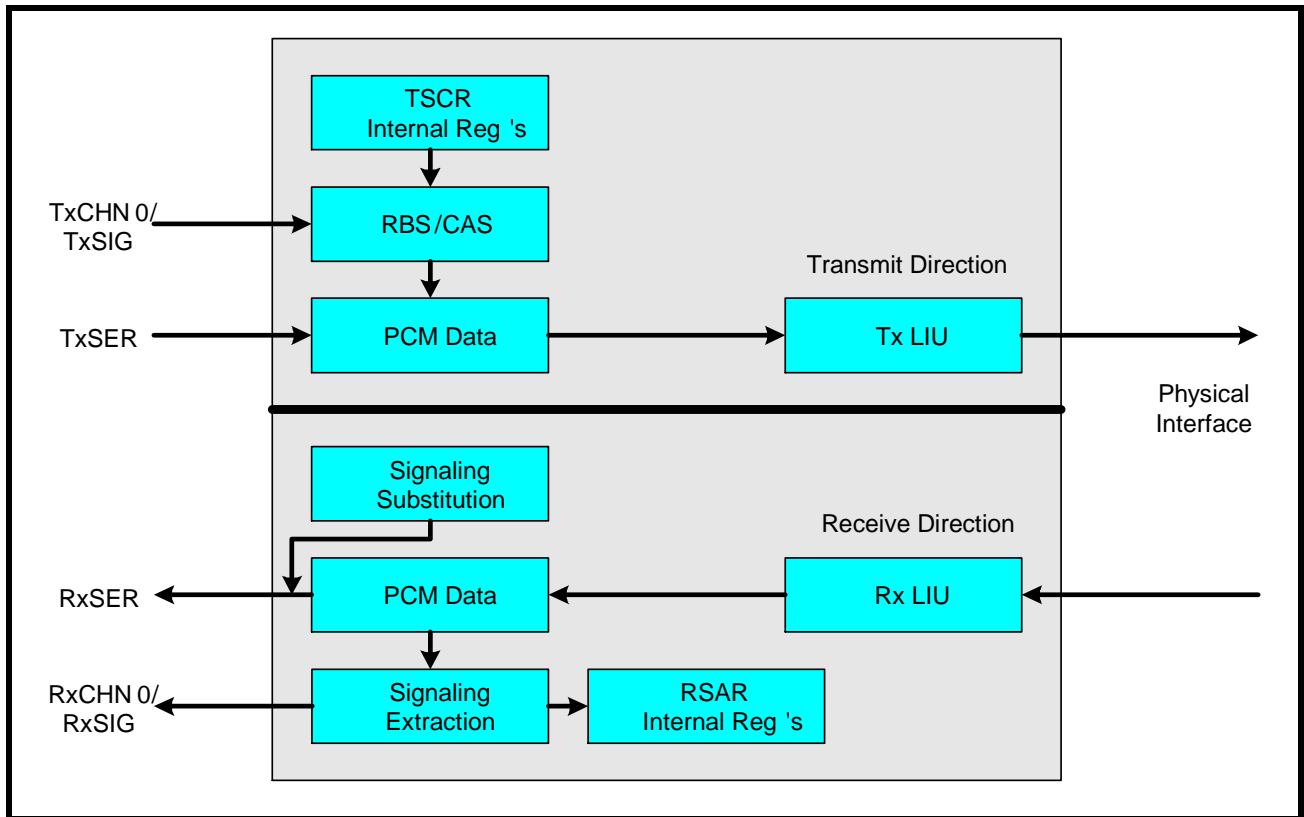 TSCR
Internal Reg 's
TxCHN 0/
TxSIG
RBS/CAS
Transmit Direction
TxSER
PCM Data
Tx LIU
Physical
Interface
Signaling
Substitution
Receive Direction
RxSER
PCM Data
Rx LIU
RxCHN 0/
RxSIG
Signaling
Extraction
RSAR
Internal Reg 's